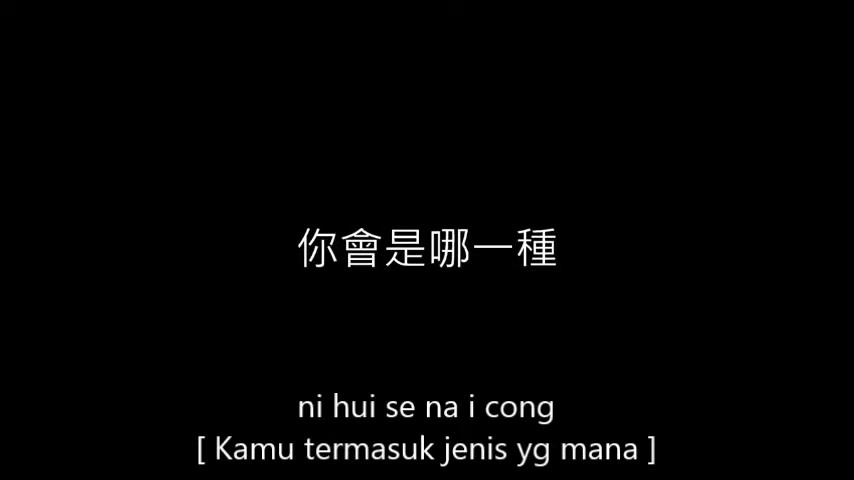 你會是哪一種
ni hui se na i cong
[ Kamu termasuk jenis yg mana ]